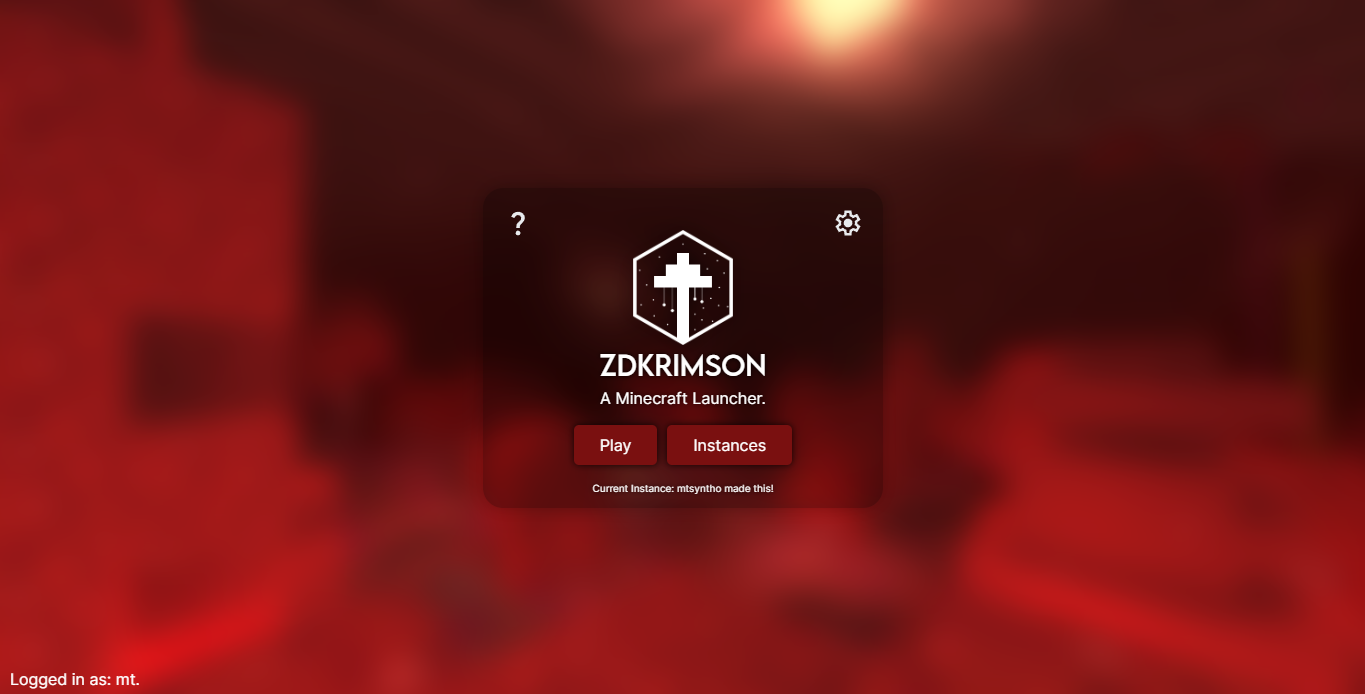 ?
ZDKRIMSON
A Minecraft Launcher.
Play
Instances
Current Instance: mtsyntho made this!
Logged in as: mt.